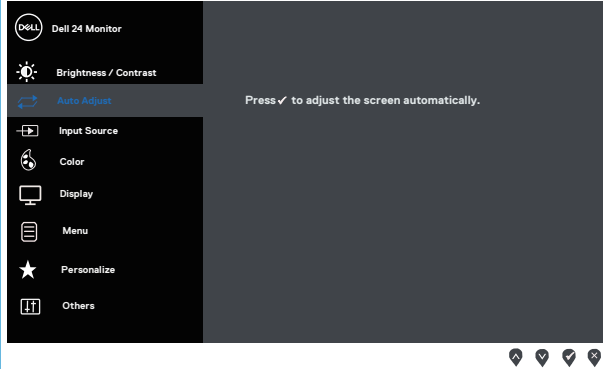 DELL
Dell 24 Monitor
Brightness / Contrast
Auto Adjust
Press ✓ to adjust the screen automatically.
Input Source
Color
Display
Menu
Personalize
Others